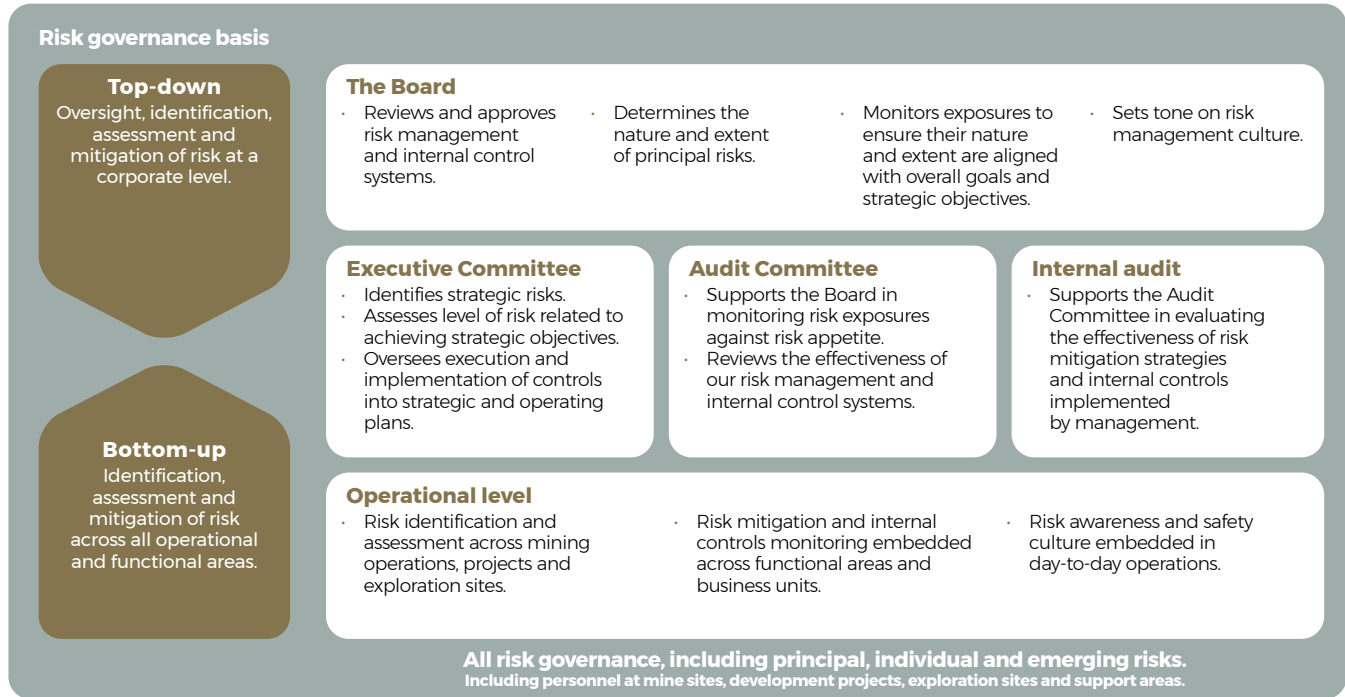 Risk governance basis
Top-down
Oversight, identification,
assessment and
mitigation of risk at a
corporate level.
The Board
· Reviews and approves
risk management
and internal control
systems.
· Determines the
nature and extent
of principal risks.
· Monitors exposures to
ensure their nature
and extent are aligned
with overall goals and
strategic objectives.
· Sets tone on risk
management culture.
Executive Committee
· Identifies strategic risks.
· Assesses level of risk related to
achieving strategic objectives.
· Oversees execution and
implementation of controls
into strategic and operating
plans.
Audit Committee
· Supports the Board in
monitoring risk exposures
against risk appetite.
· Reviews the effectiveness of
our risk management and
internal control systems.
Internal audit
· Supports the Audit
Committee in evaluating
the effectiveness of risk
mitigation strategies
and internal controls
implemented
by management.
Bottom-up
Identification,
assessment and
mitigation of risk
across all operational
and functional areas.
Operational level
· Risk identification and
assessment across mining
operations, projects and
exploration sites.
· Risk mitigation and internal
controls monitoring embedded
across functional areas and
business units.
· Risk awareness and safety
culture embedded in
day-to-day operations.
All risk governance, including principal, individual and emerging risks.
Including personnel at mine sites, development projects, exploration sites and support areas.